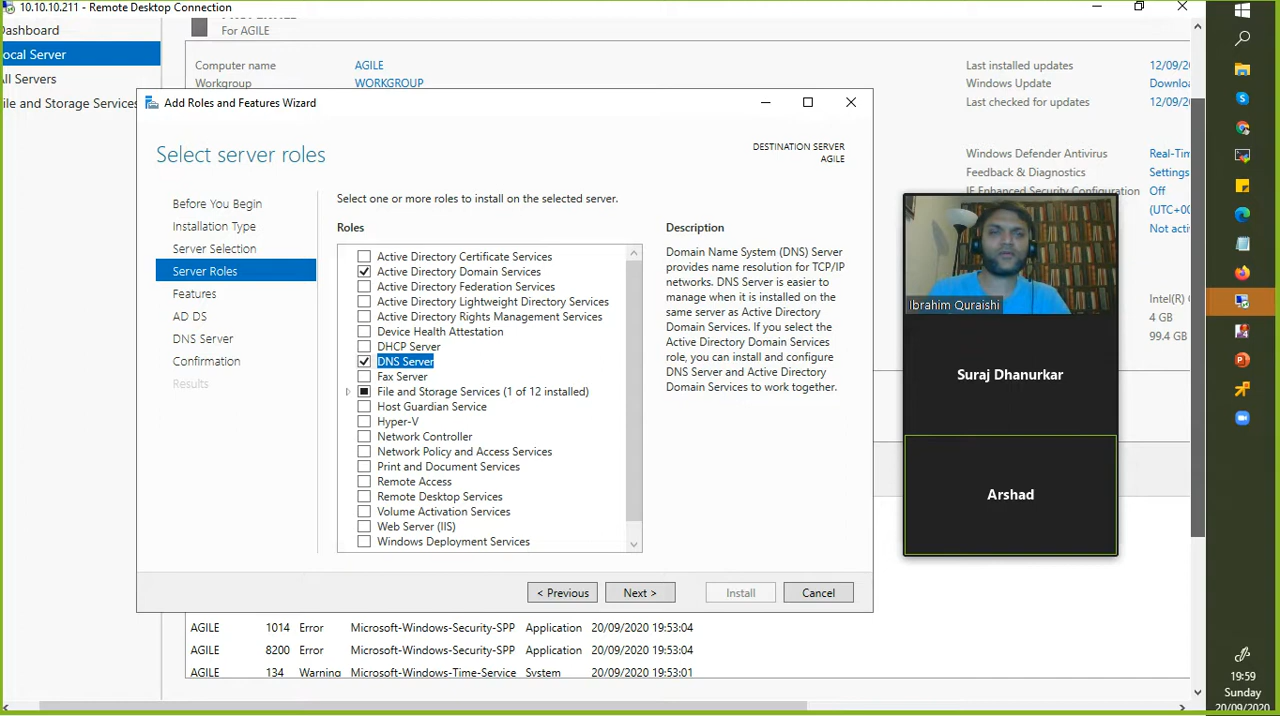 10.10.10.211 - Remote Desktop Connection
Dashboard
For AGILE
ocal Server
ll Servers
ile and Storage Services
Computer name AGILE
Workgroup WORKGROUP
Last installed updates 12/09/2
Windows Update Downloa
Last checked for updates 12/09/2
Windows Defender Antivirus Real-Tim
Feedback & Diagnostics Settings
IE Enhanced Security Configuration Off
(UTC+00
Not activ
Intel(R) C
4 GB
99.4 GB
Add Roles and Features Wizard
Select server roles
DESTINATION SERVER
AGILE
Before You Begin
Installation Type
Server Selection
Server Roles
Features
AD DS
DNS Server
Confirmation
Results
Select one or more roles to install on the selected server.
Roles
Active Directory Certificate Services
Active Directory Domain Services
Active Directory Federation Services
Active Directory Lightweight Directory Services
Active Directory Rights Management Services
Device Health Attestation
DHCP Server
DNS Server
Fax Server
File and Storage Services (1 of 12 installed)
Host Guardian Service
Hyper-V
Network Controller
Network Policy and Access Services
Print and Document Services
Remote Access
Remote Desktop Services
Volume Activation Services
Web Server (IIS)
Windows Deployment Services
Description
Domain Name System (DNS) Server
provides name resolution for TCP/IP
networks. DNS Server is easier to
manage when it is installed on the
same server as Active Directory
Domain Services. If you select the
Active Directory Domain Services
role, you can install and configure
DNS Server and Active Directory
Domain Services to work together.
< Previous
Next >
Install
Cancel
Ibrahim Quraishi
Suraj Dhanurkar
Arshad
AGILE 1014 Error Microsoft-Windows-Security-SPP Application 20/09/2020 19:53:04
AGILE 8200 Error Microsoft-Windows-Security-SPP Application 20/09/2020 19:53:04
AGILE 134 Warning Microsoft-Windows-Time-Service System 20/09/2020 19:53:01
19:59
Sunday
20/09/2020